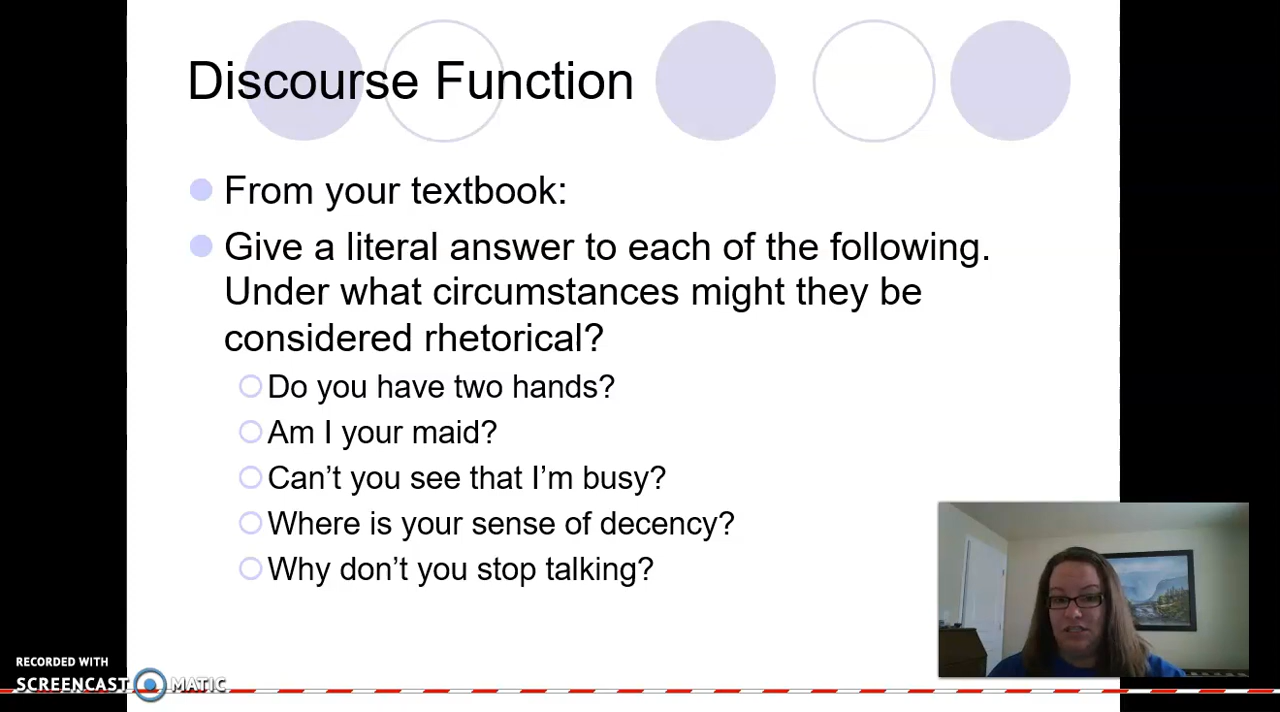 Discourse Function
From your textbook:
Give a literal answer to each of the following.
Under what circumstances might they be
considered rhetorical?
Do you have two hands?
Am I your maid?
Can’t you see that I’m busy?
Where is your sense of decency?
Why don’t you stop talking?
RECORDED WITH
SCREENCAST MATIC